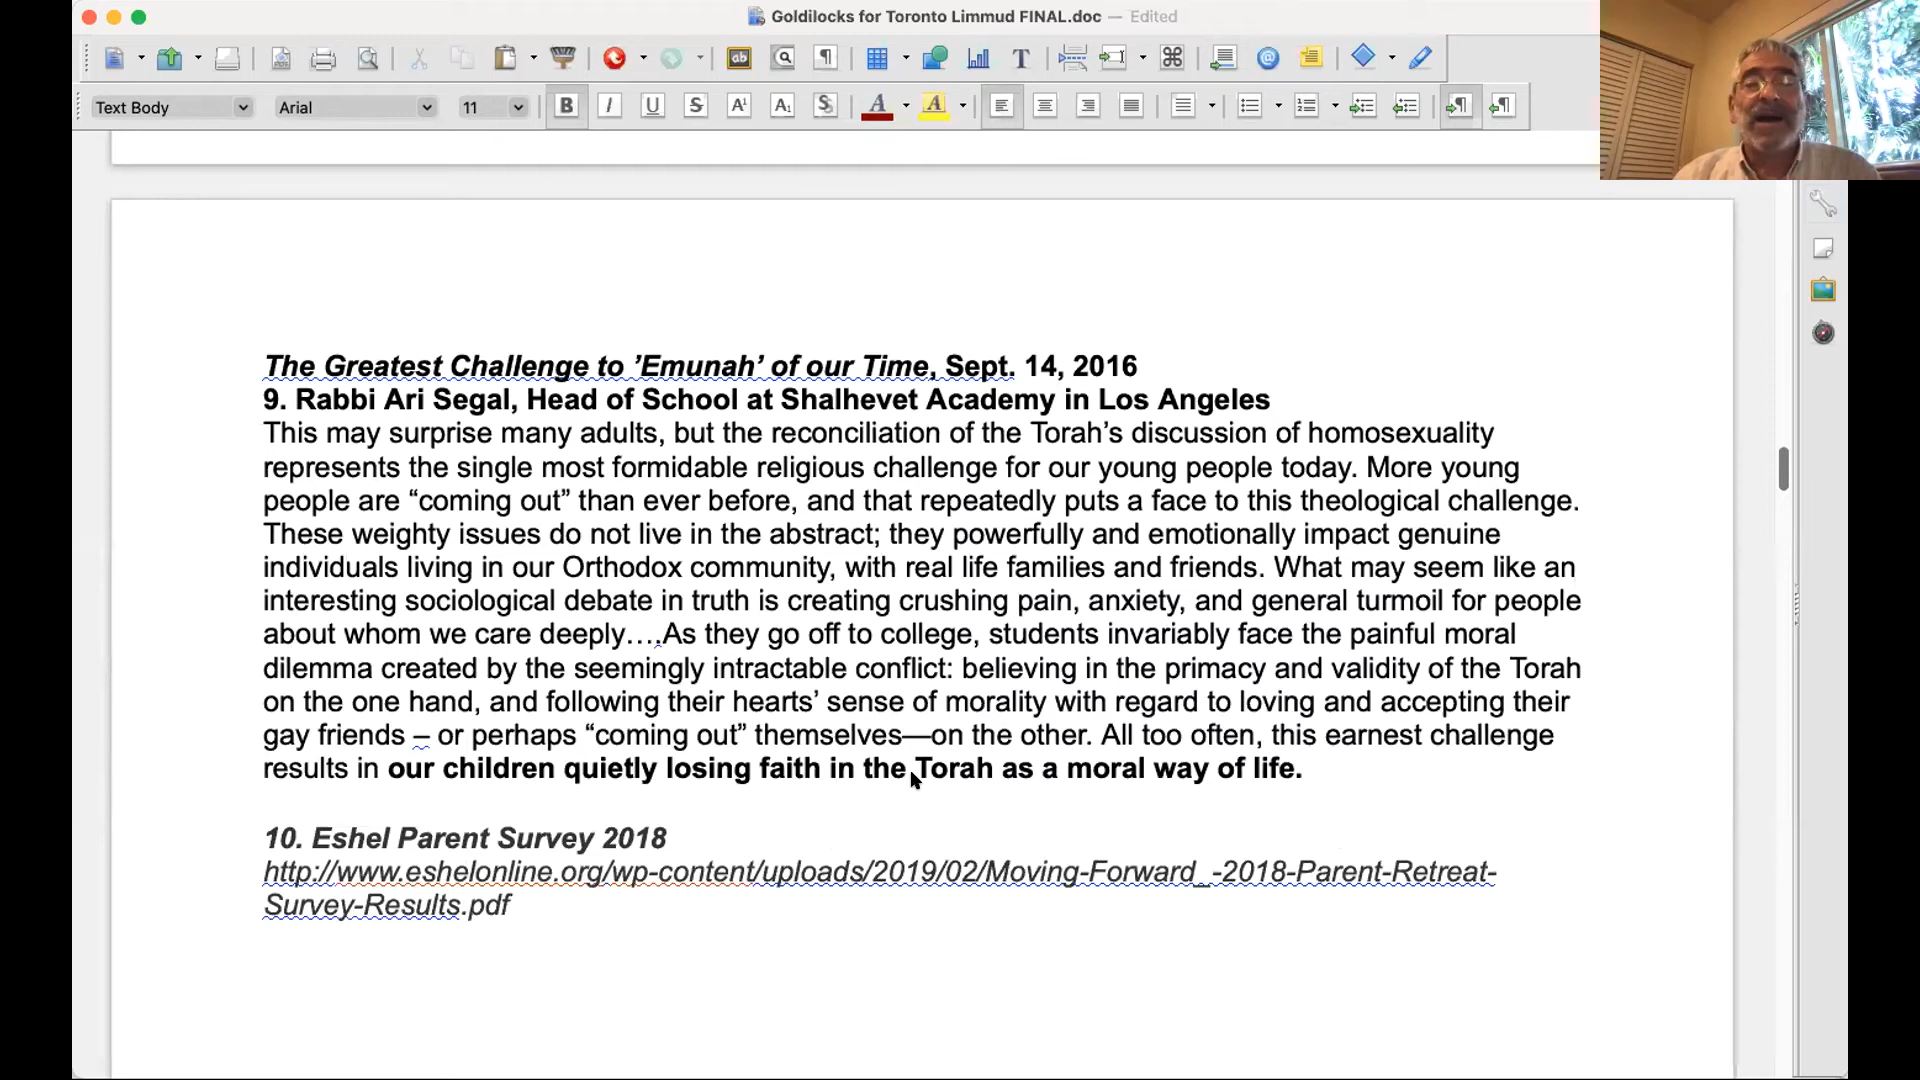 Goldilocks for Toronto Limmud FINAL.doc — Edited
Text Body
Arial
11
The Greatest Challenge to ’Emunah’ of our Time, Sept. 14, 2016
9. Rabbi Ari Segal, Head of School at Shalhevet Academy in Los Angeles
This may surprise many adults, but the reconciliation of the Torah’s discussion of homosexuality
represents the single most formidable religious challenge for our young people today. More young
people are “coming out” than ever before, and that repeatedly puts a face to this theological challenge.
These weighty issues do not live in the abstract; they powerfully and emotionally impact genuine
individuals living in our Orthodox community, with real life families and friends. What may seem like an
interesting sociological debate in truth is creating crushing pain, anxiety, and general turmoil for people
about whom we care deeply….As they go off to college, students invariably face the painful moral
dilemma created by the seemingly intractable conflict: believing in the primacy and validity of the Torah
on the one hand, and following their hearts’ sense of morality with regard to loving and accepting their
gay friends – or perhaps “coming out” themselves—on the other. All too often, this earnest challenge
results in our children quietly losing faith in the Torah as a moral way of life.
10. Eshel Parent Survey 2018
http://www.eshelonline.org/wp-content/uploads/2019/02/Moving-Forward_-2018-Parent-Retreat-
Survey-Results.pdf